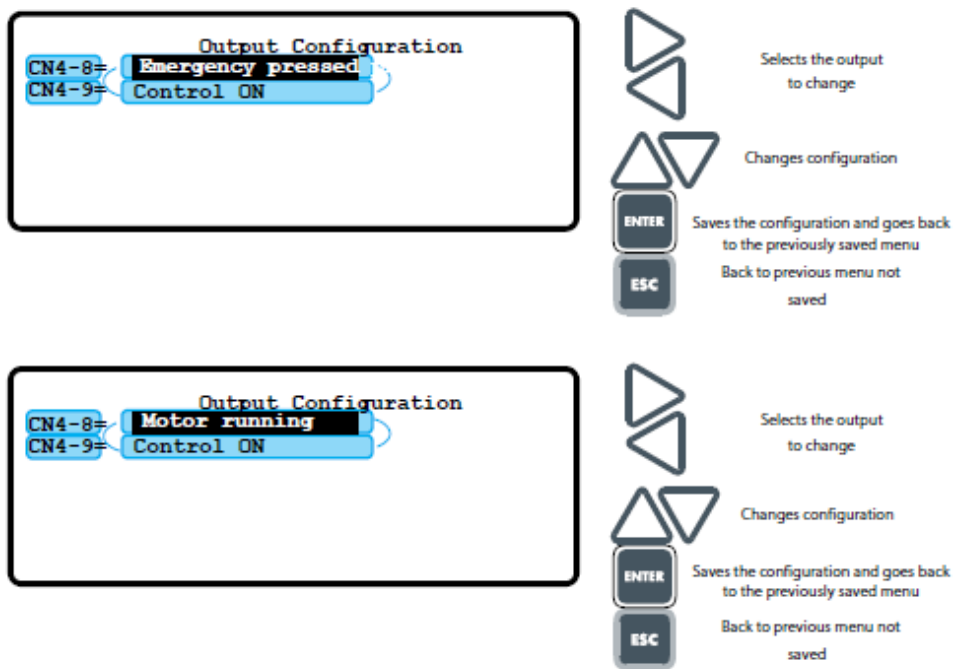 Output Configuration
CN4-8= Emergency pressed
CN4-9= Control ON
Selects the output
to change
Changes configuration
ENTER
Saves the configuration and goes back
to the previously saved menu
ESC
Back to previous menu not
saved
Output Configuration
CN4-8= Motor running
CN4-9= Control ON
Selects the output
to change
Changes configuration
ENTER
Saves the configuration and goes back
to the previously saved menu
ESC
Back to previous menu not
saved